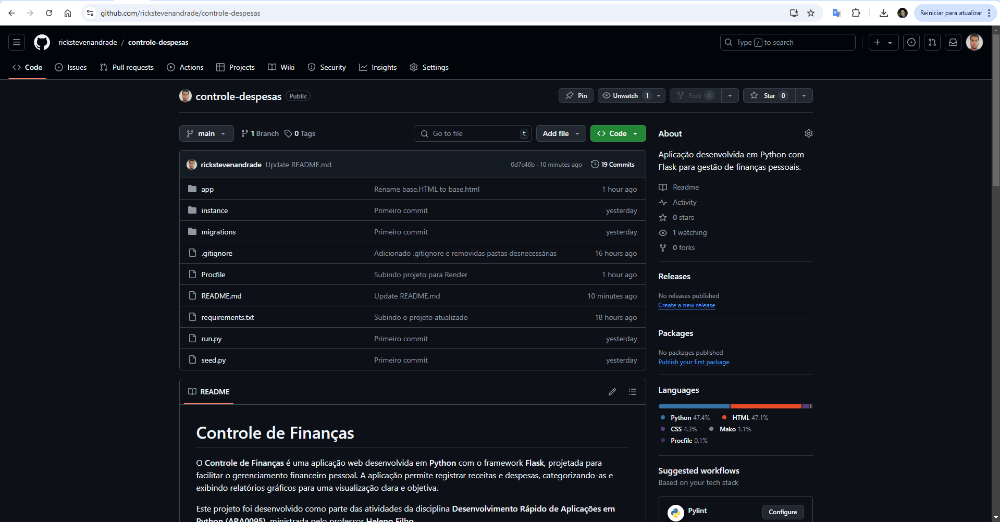 github.com/rickstevenandrade/controle-despesas
Reiniciar para atualizar
rickstevenandrade / controle-despesas
Type / to search
Code
Issues
Pull requests
Actions
Projects
Wiki
Security
Insights
Settings
controle-despesas Public
Pin
Unwatch 1
Fork 0
Star 0
main
1 Branch
0 Tags
Go to file t
Add file
Code
rickstevenandrade Update README.md 0d7c46b · 10 minutes ago 19 Commits
app Rename base.HTML to base.html 1 hour ago
instance Primeiro commit yesterday
migrations Primeiro commit yesterday
.gitignore Adicionado .gitignore e removidas pastas desnecessárias 16 hours ago
Procfile Subindo projeto para Render 1 hour ago
README.md Update README.md 10 minutes ago
requirements.txt Subindo o projeto atualizado 18 hours ago
run.py Primeiro commit yesterday
seed.py Primeiro commit yesterday
README
Controle de Finanças
O Controle de Finanças é uma aplicação web desenvolvida em Python com o framework Flask, projetada para
facilitar o gerenciamento financeiro pessoal. A aplicação permite registrar receitas e despesas, categorizando-as e
exibindo relatórios gráficos para uma visualização clara e objetiva.
Este projeto foi desenvolvido como parte das atividades da disciplina Desenvolvimento Rápido de Aplicações em
Python (ARA0095), ministrada pelo professor Heleno Filho.
About
Aplicação desenvolvida em Python com
Flask para gestão de finanças pessoais.
Readme
Activity
0 stars
1 watching
0 forks
Releases
No releases published
Create a new release
Packages
No packages published
Publish your first package
Languages
Python 47.4% HTML 47.1%
CSS 4.3% Mako 1.1%
Procfile 0.1%
Suggested workflows
Based on your tech stack
Pylint
Configure